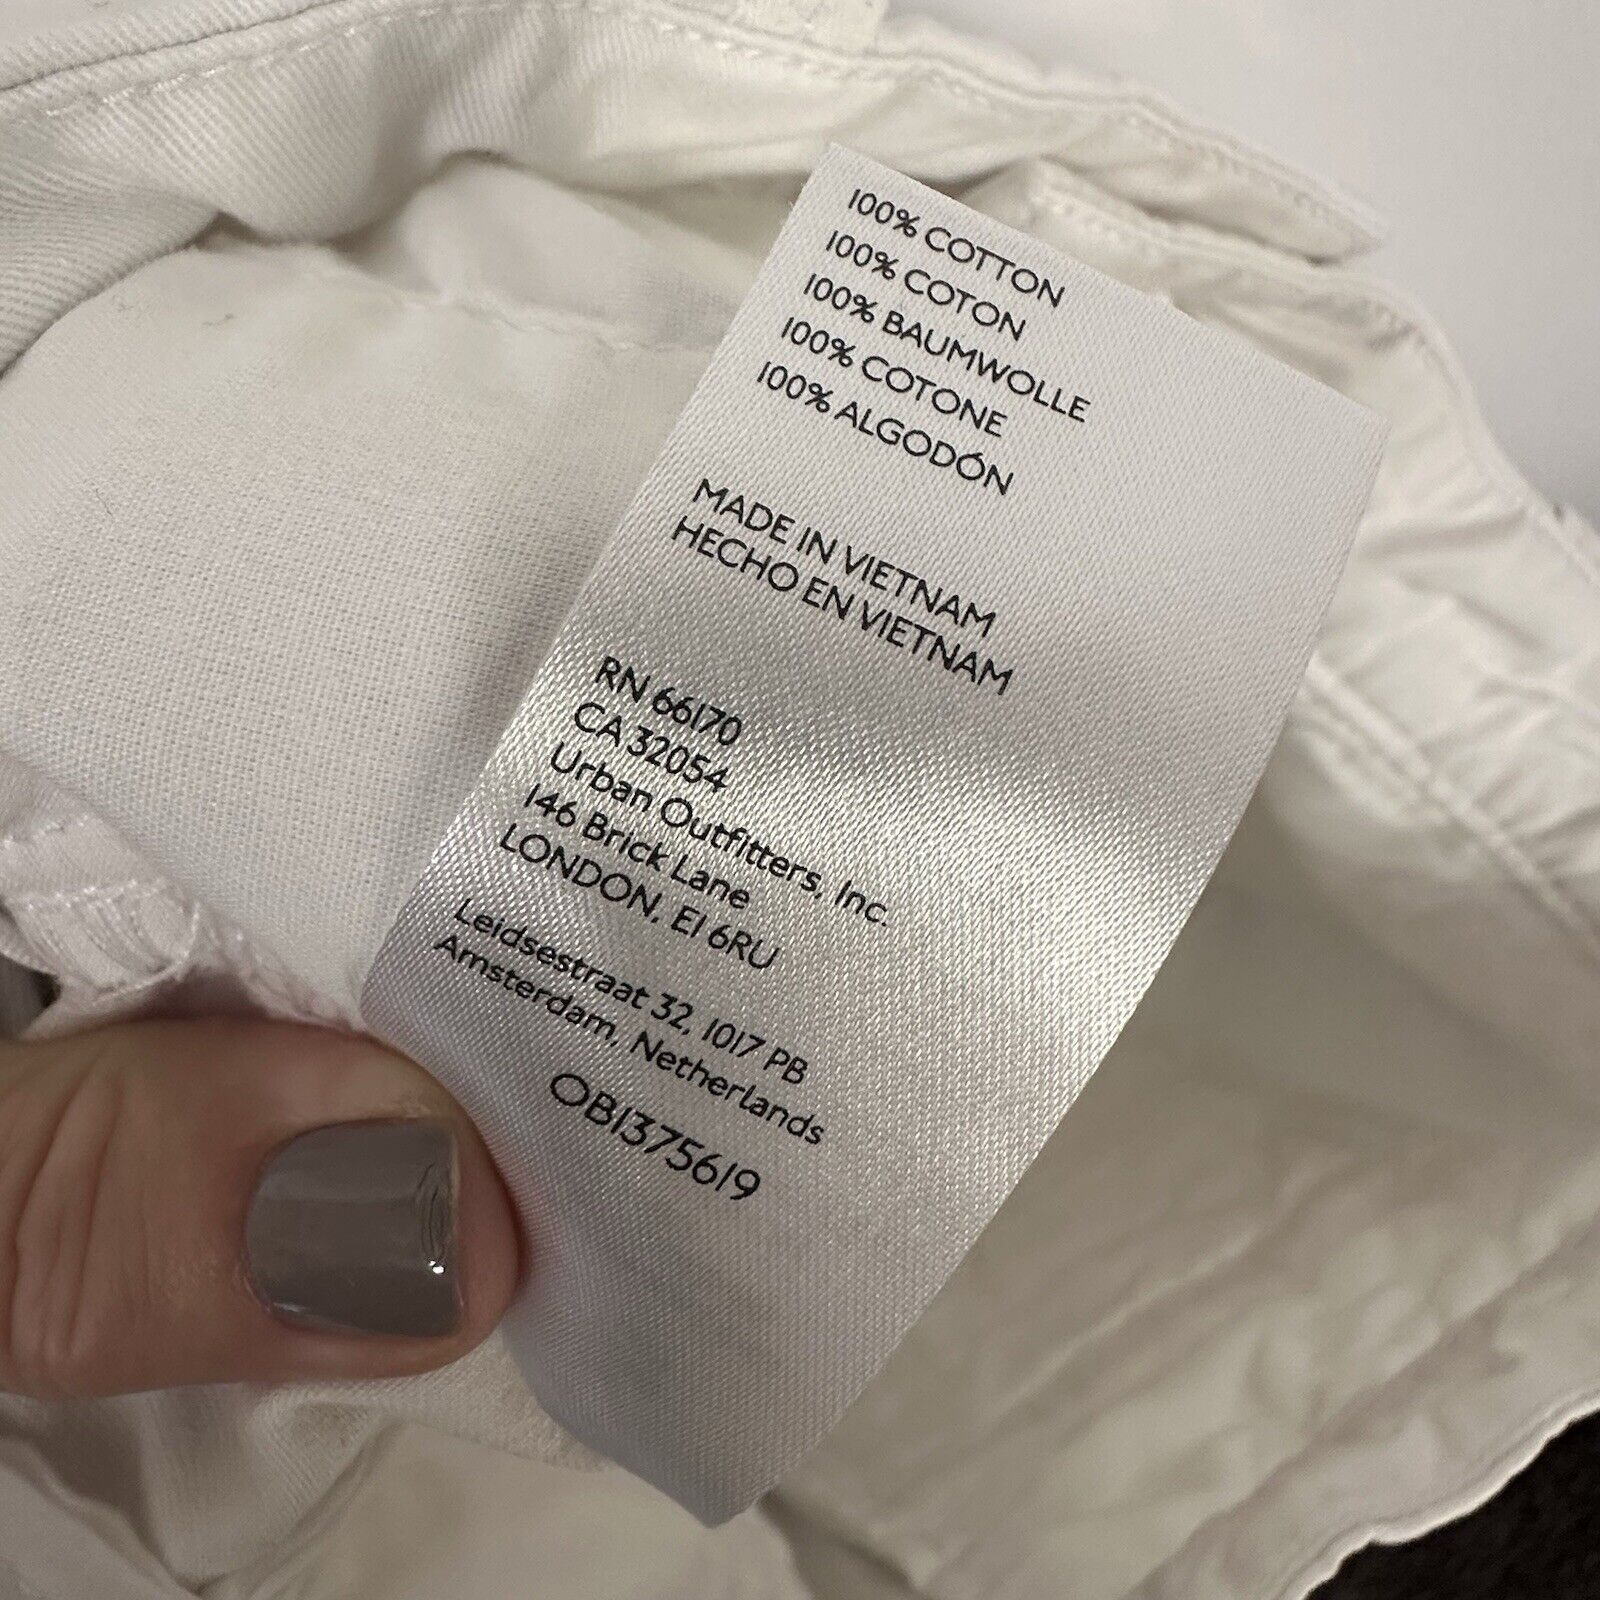 100% COTTON
100% COTON
100% BAUMWOLLE
100% COTONE
100% ALGODÓN
MADE IN VIETNAM
HECHO EN VIETNAM
RN 66170
CA 32054
Urban Outfitters, Inc.
146 Brick Lane
LONDON, E1 6RU
Leidsestraat 32, 1017 PB
Amsterdam, Netherlands
OB1375619